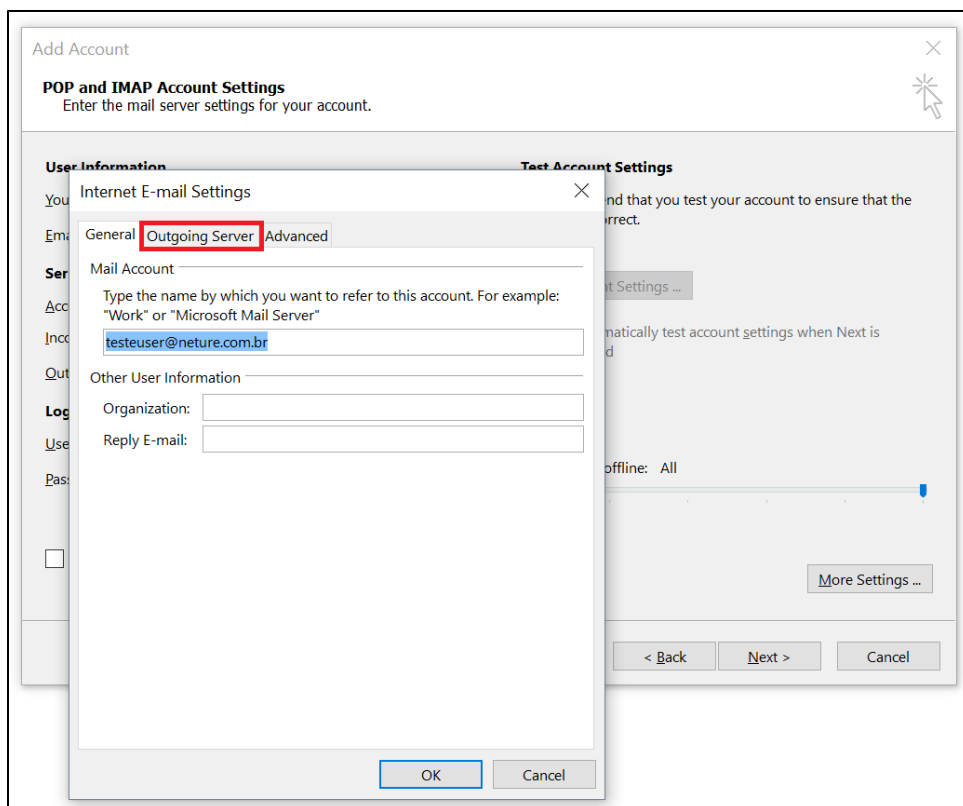 Add Account
POP and IMAP Account Settings
Enter the mail server settings for your account.
User Information
Test Account Settings
Internet E-mail Settings
that you test your account to ensure that the
General
Outgoing Server
Advanced
Mail Account
Type the name by which you want to refer to this account. For example:
"Work" or "Microsoft Mail Server"
Settings ...
testeuser@neture.com.br
test account settings when Next is
Other User Information
Organization:
Reply E-mail:
offline: All
More Settings ...
< Back
Next >
Cancel
OK
Cancel